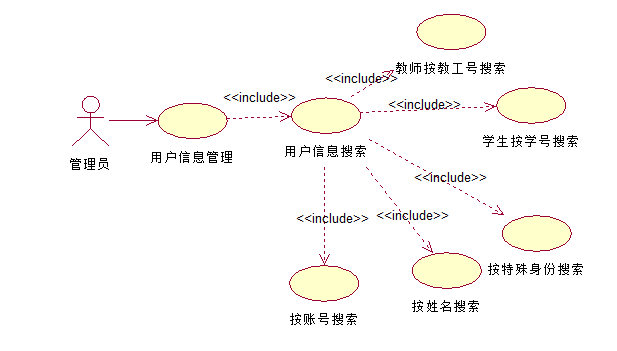 教师按教工号搜索
<<include>>
<<include>>
<<include>>
学生按学号搜索
管理员
用户信息管理
用户信息搜索
<<include>>
<<include>>
<<include>>
按特殊身份搜索
按姓名搜索
按账号搜索